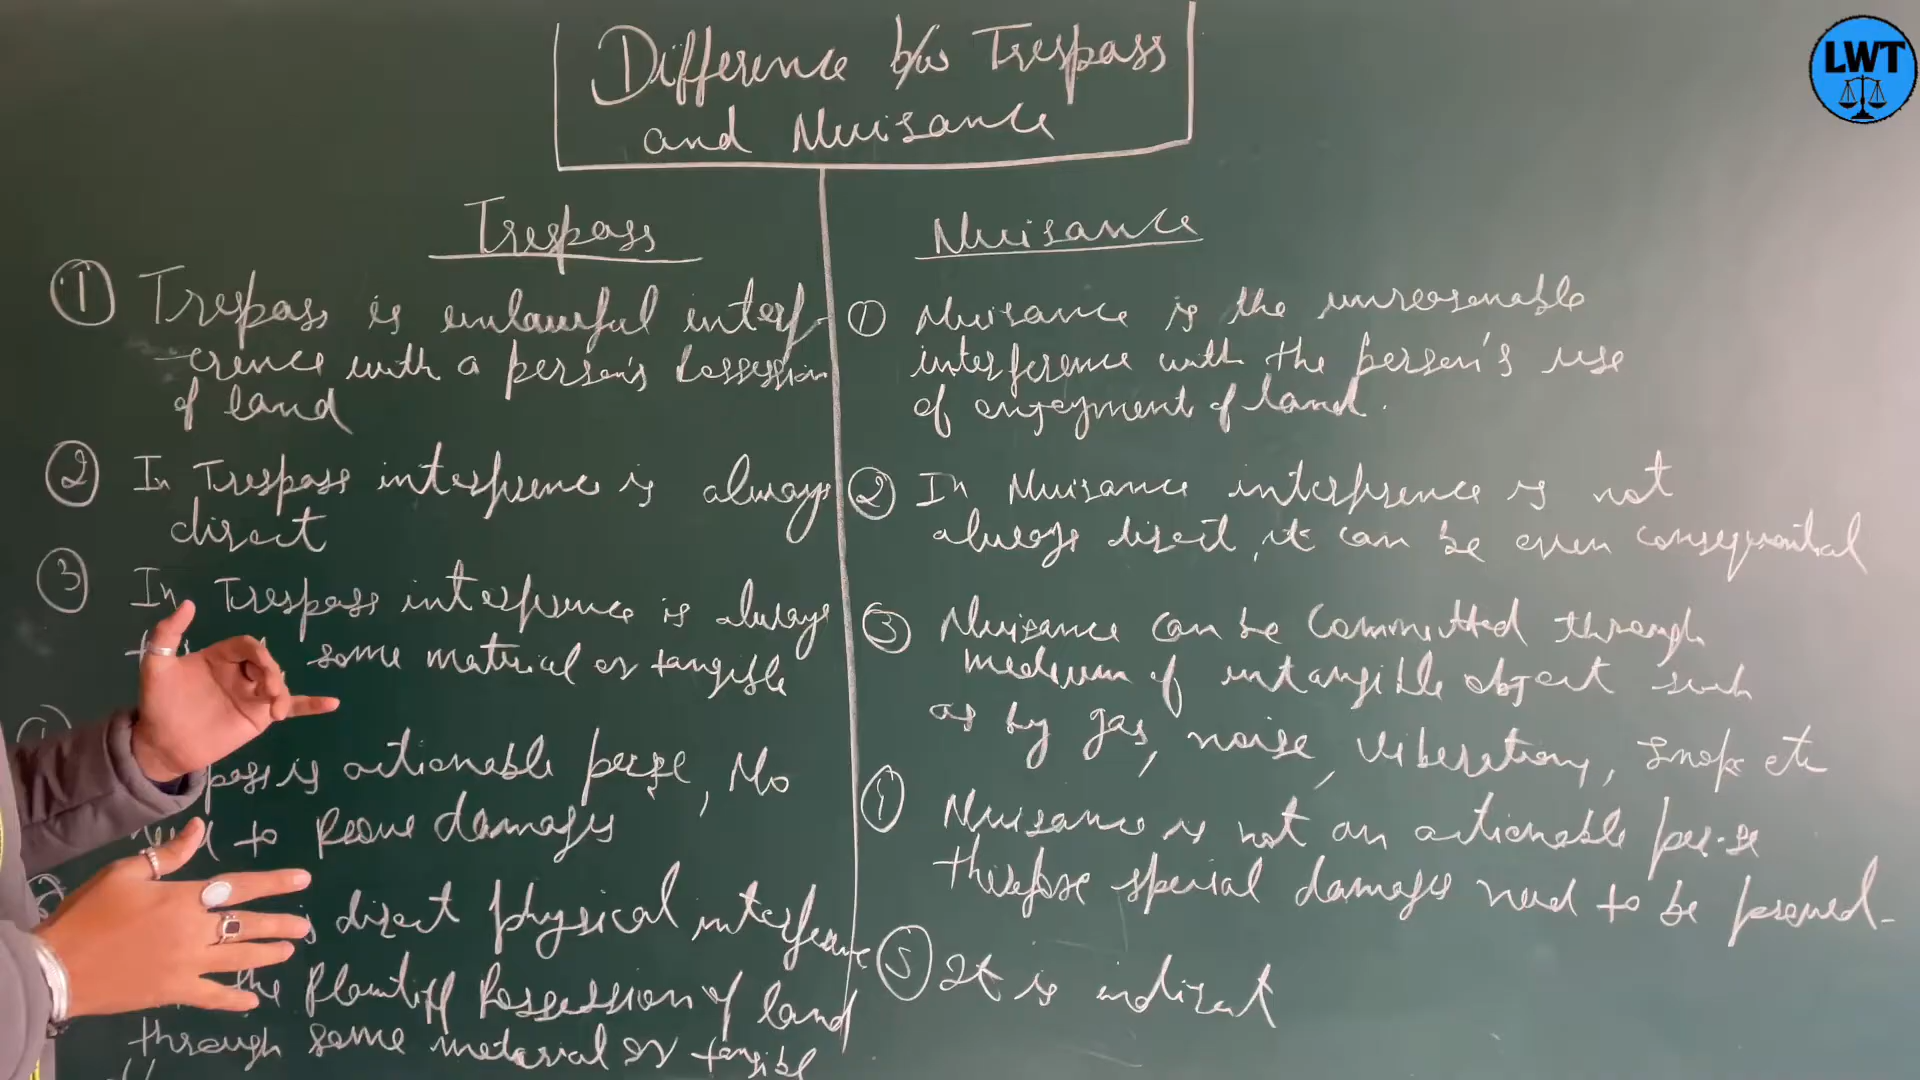 Difference b/w Trespass
and Nuisance
LWT
Trespass
① Trespass is unlawful interf-
erence with a person's Possession
of land
② In Trespass interference is always
direct
③ In Trespass interference is always
some material or tangible
is actionable perse, No
need to Prove damages
is direct physical interference
the Plaintiff Possession of land
through some material or tangible
Nuisance
① Nuisance is the unreasonable
interference with the person's use
of enjoyment of land.
② In Nuisance interference is not
always direct, it can be even consequential
③ Nuisance can be committed through
medium of intangible object such
as by gas, noise, viberation, smoke etc
④ Nuisance is not an actionable per-se
therefore special damages need to be proved-
⑤ It is indirect